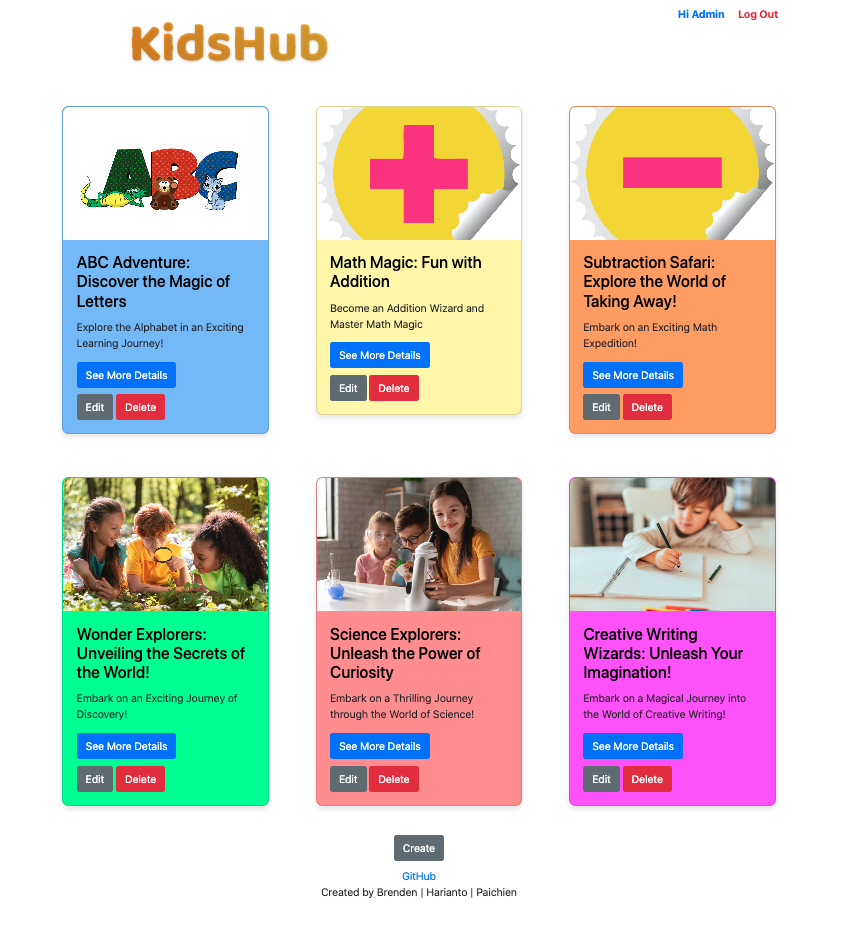 Hi Admin Log Out
KidsHub
ABC
ABC Adventure:
Discover the Magic of
Letters
Explore the Alphabet in an Exciting
Learning Journey!
See More Details
Edit Delete
Math Magic: Fun with
Addition
Become an Addition Wizard and
Master Math Magic
See More Details
Edit Delete
Subtraction Safari:
Explore the World of
Taking Away!
Embark on an Exciting Math
Expedition!
See More Details
Edit Delete
Wonder Explorers:
Unveiling the Secrets of
the World!
Embark on an Exciting Journey of
Discovery!
See More Details
Edit Delete
Science Explorers:
Unleash the Power of
Curiosity
Embark on a Thrilling Journey
through the World of Science!
See More Details
Edit Delete
Creative Writing
Wizards: Unleash Your
Imagination!
Embark on a Magical Journey into
the World of Creative Writing!
See More Details
Edit Delete
Create
GitHub
Created by Brenden | Harianto | Paichien